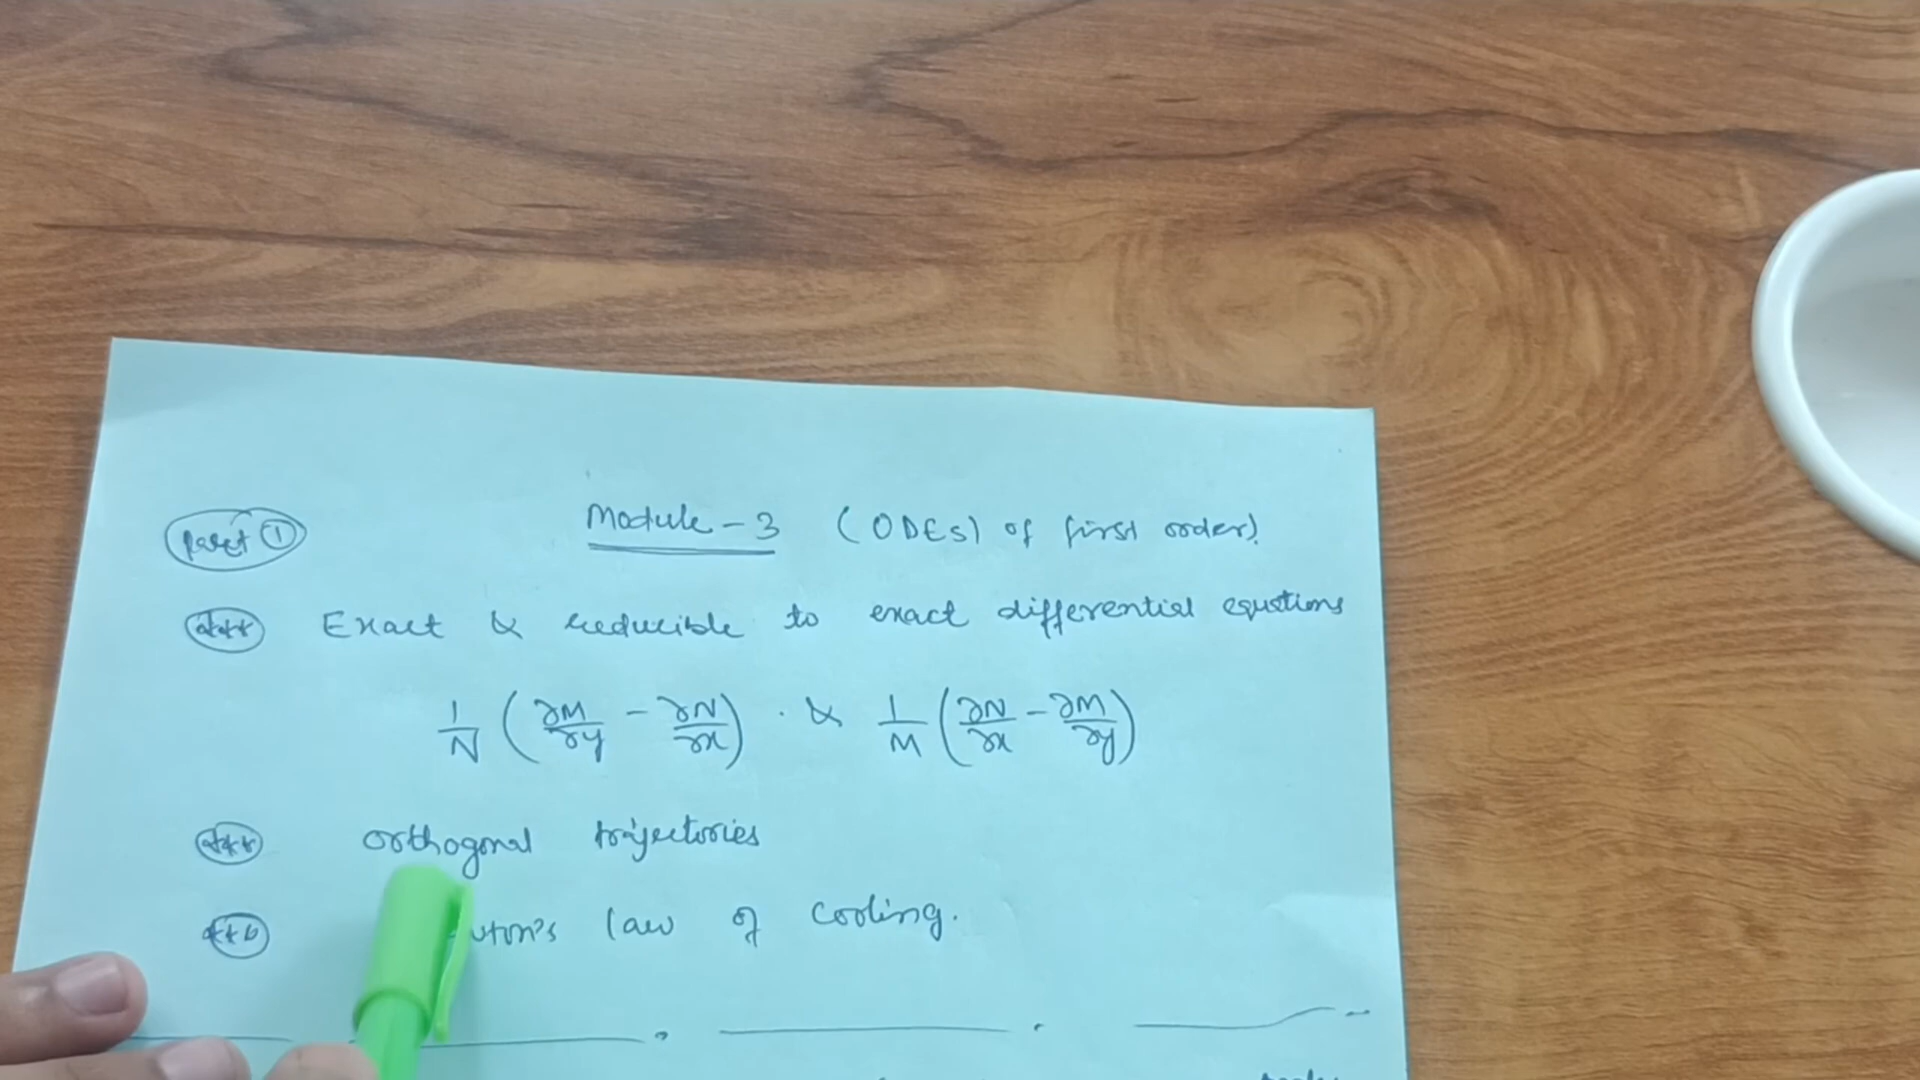 Part ① Module - 3 (ODEs) of first order).
*** Exact & reducible to exact differential equations
1/N (∂M/∂y - ∂N/∂x) . & 1/M (∂N/∂x - ∂M/∂y)
*** orthogonal trajectories
law of cooling.